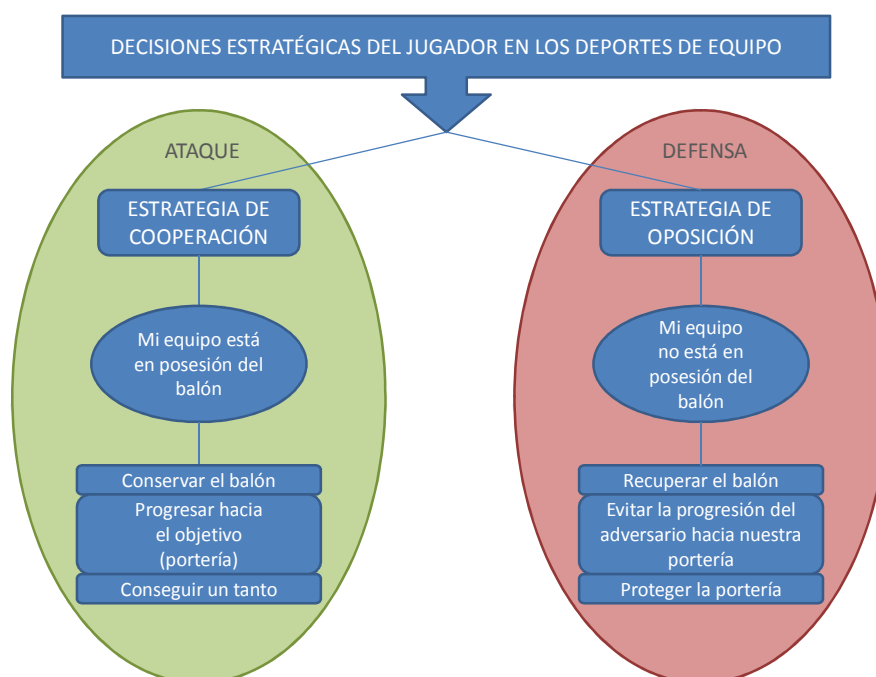 DECISIONES ESTRATÉGICAS DEL JUGADOR EN LOS DEPORTES DE EQUIPO
ATAQUE
ESTRATEGIA DE
COOPERACIÓN
Mi equipo está
en posesión del
balón
Conservar el balón
Progresar hacia
el objetivo
(portería)
Conseguir un tanto
DEFENSA
ESTRATEGIA DE
OPOSICIÓN
Mi equipo
no está en
posesión del
balón
Recuperar el balón
Evitar la progresión del
adversario hacia nuestra
portería
Proteger la portería